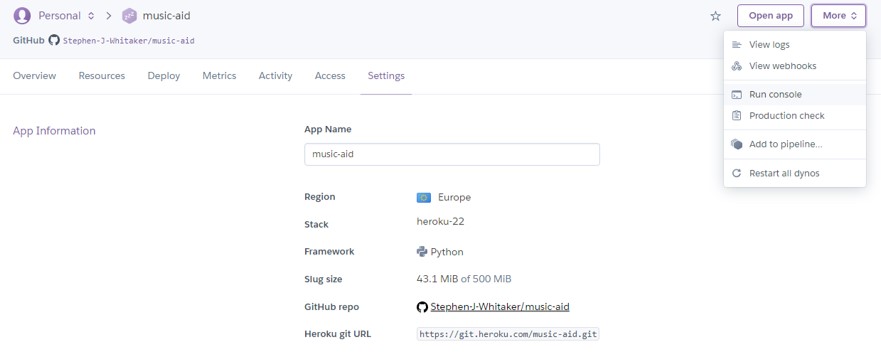 Personal music-aid Open app More
GitHub Stephen-J-Whitaker/music-aid
View logs
View webhooks
Run console
Production check
Add to pipeline...
Restart all dynos
Overview Resources Deploy Metrics Activity Access Settings
App Information
App Name
music-aid
Region Europe
Stack heroku-22
Framework Python
Slug size 43.1 MiB of 500 MiB
GitHub repo Stephen-J-Whitaker/music-aid
Heroku git URL https://git.heroku.com/music-aid.git